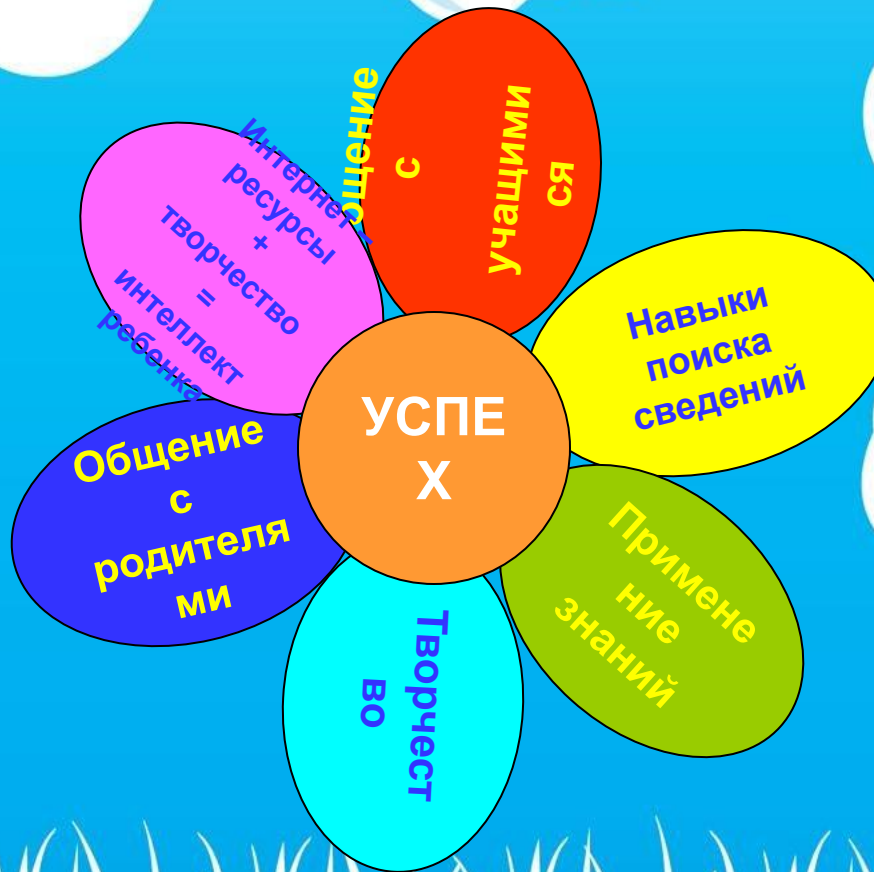 ощение
с
учащими
ся
Навыки
поиска
сведений
Примене
ние
знаний
Творчест
во
Общение
с
родителя
ми
Интернет –
ресурсы
+
творчество
=
интеллект
ребенка
УСПЕ
Х